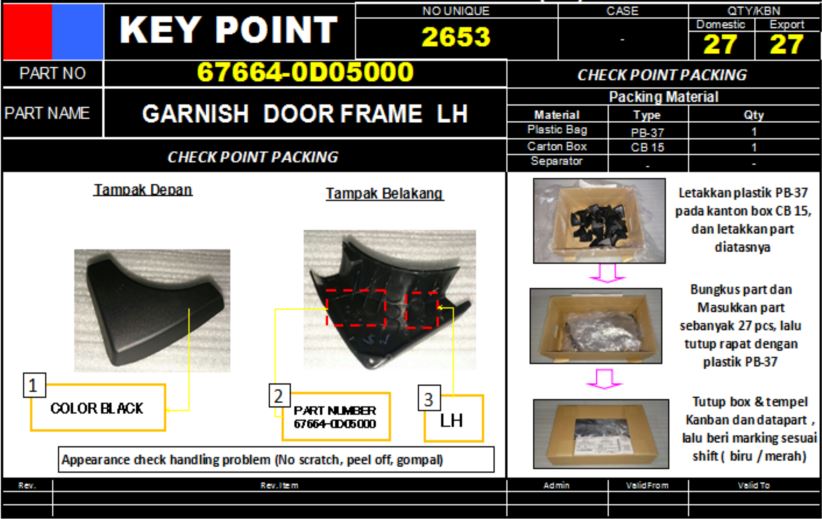 KEY POINT
NO UNIQUE
2653
CASE
-
QTY/KBN
Domestic
27
Export
27
PART NO
67664-0D05000
PART NAME
GARNISH DOOR FRAME LH
CHECK POINT PACKING
Tampak Depan
Tampak Belakang
1
COLOR BLACK
2
PART NUMBER
67664-0D05000
3
LH
Appearance check handling problem (No scratch, peel off, gompal)
CHECK POINT PACKING
Packing Material
Material Type Qty
Plastic Bag PB-37 1
Carton Box CB 15 1
Separator - -
Letakkan plastik PB-37
pada kanton box CB 15,
dan letakkan part
diatasnya
Bungkus part dan
Masukkan part
sebanyak 27 pcs, lalu
tutup rapat dengan
plastik PB-37
Tutup box & tempel
Kanban dan datapart ,
lalu beri marking sesuai
shift ( biru / merah)
Rev. Rev.Item Admin Valid From Valid To